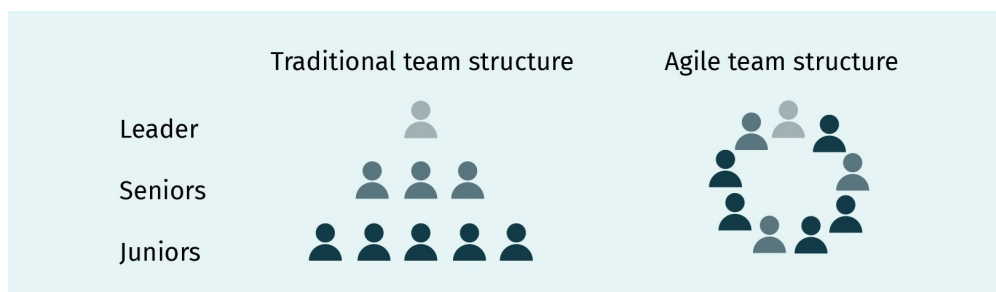 Traditional team structure
Agile team structure
Leader
Seniors
Juniors